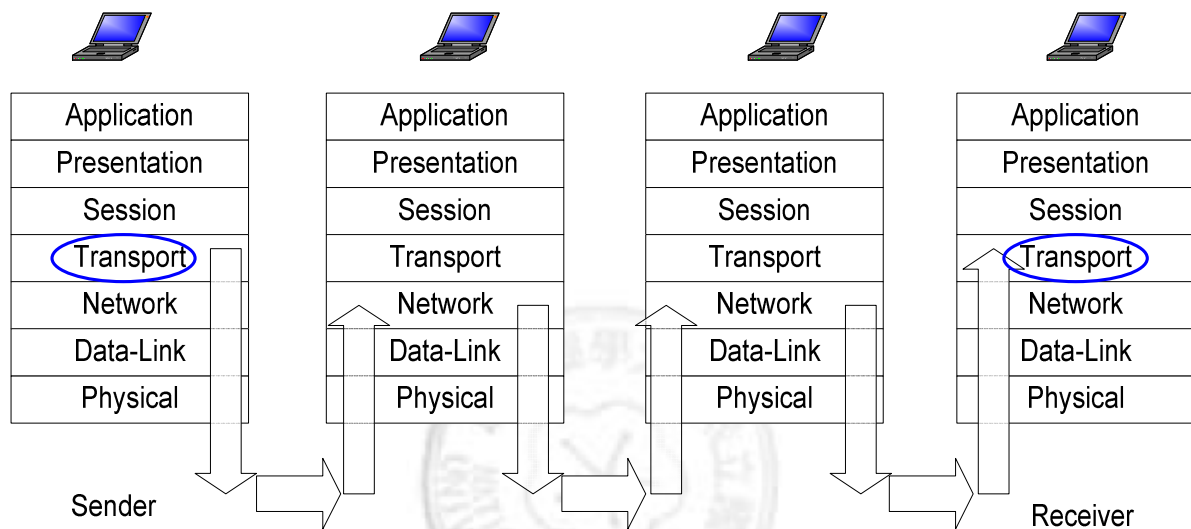 Application Application Application Application
Presentation Presentation Presentation Presentation
Session Session Session Session
Transport Transport Transport Transport
Network Network Network Network
Data-Link Data-Link Data-Link Data-Link
Physical Physical Physical Physical
Sender Receiver